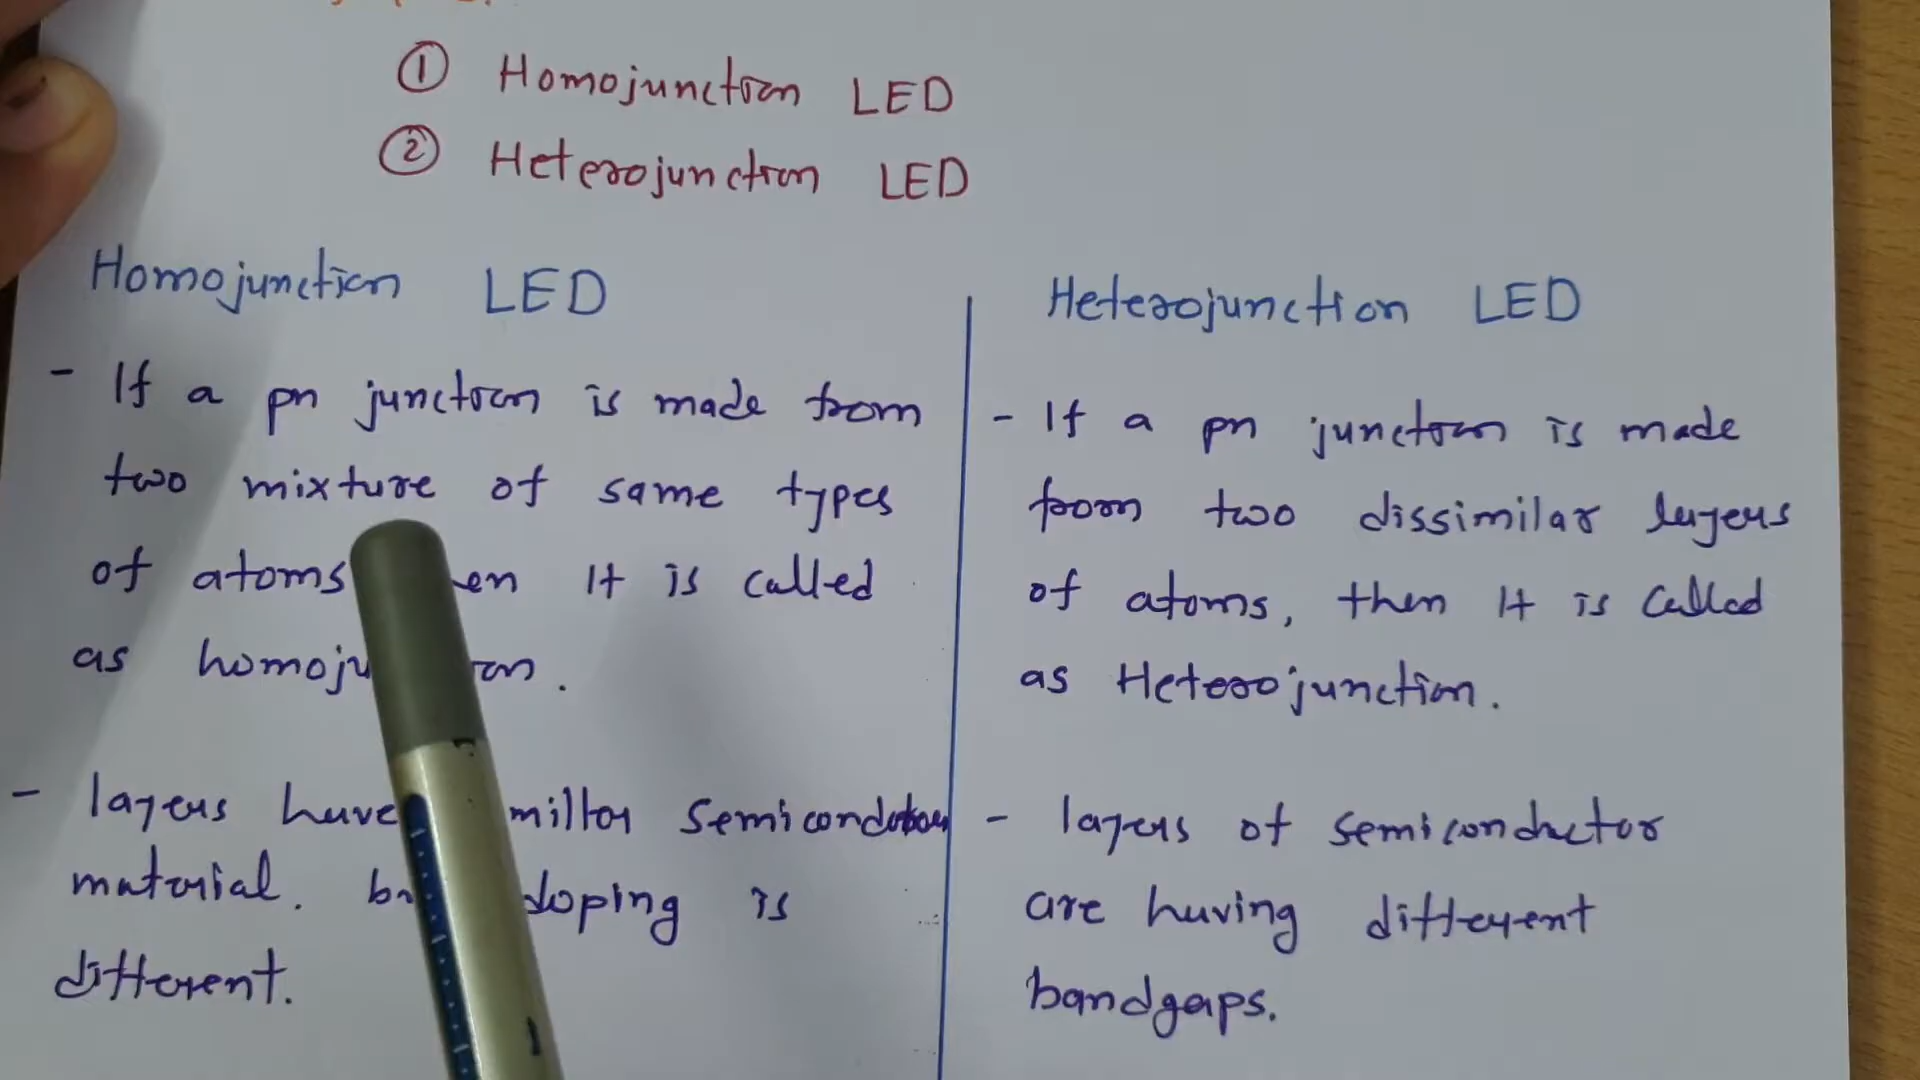 ① Homojunction LED
② Heterojunction LED
Homojunction LED
- If a pn junction is made from
two mixture of same types
of atoms en it is called
as homoju on.
- layers have millar semiconductor
material. b doping is
different.
Heterojunction LED
- If a pn junction is made
from two dissimilar layers
of atoms, then it is called
as Heterojunction.
- layers of semiconductor
are having different
bandgaps.